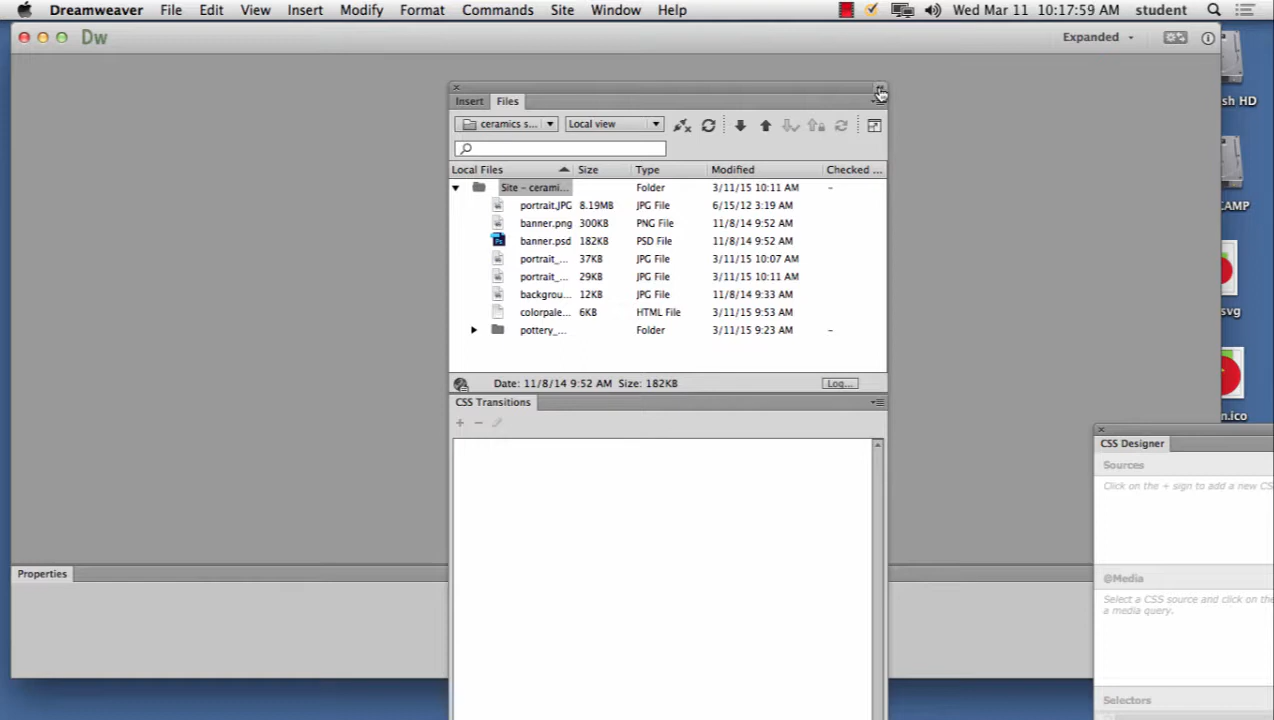 Dreamweaver File Edit View Insert Modify Format Commands Site Window Help Wed Mar 11 10:17:59 AM student
Dw Expanded
sh HD
Insert Files
ceramics s... Local view
Local Files Size Type Modified Checked ...
Site – cerami... Folder 3/11/15 10:11 AM –
portrait.JPG 8.19MB JPG File 6/15/12 3:19 AM
CAMP
banner.png 300KB PNG File 11/8/14 9:52 AM
banner.psd 182KB PSD File 11/8/14 9:52 AM
portrait_... 37KB JPG File 3/11/15 10:07 AM
portrait_... 29KB JPG File 3/11/15 10:11 AM
backgrou... 12KB JPG File 11/8/14 9:33 AM
colorpale... 6KB HTML File 3/11/15 9:53 AM
svg
pottery_... Folder 3/11/15 9:23 AM –
Date: 11/8/14 9:52 AM Size: 182KB Log...
CSS Transitions
n.ico
CSS Designer
Sources
Click on the + sign to add a new CS
Properties
@Media
Select a CSS source and click on the
a media query.
Selectors